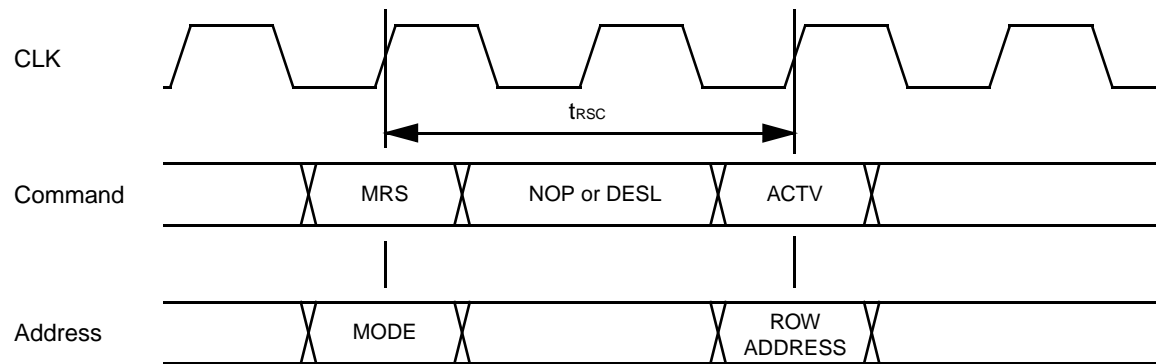 CLK
tRSC
Command
MRS
NOP or DESL
ACTV
Address
MODE
ROW
ADDRESS